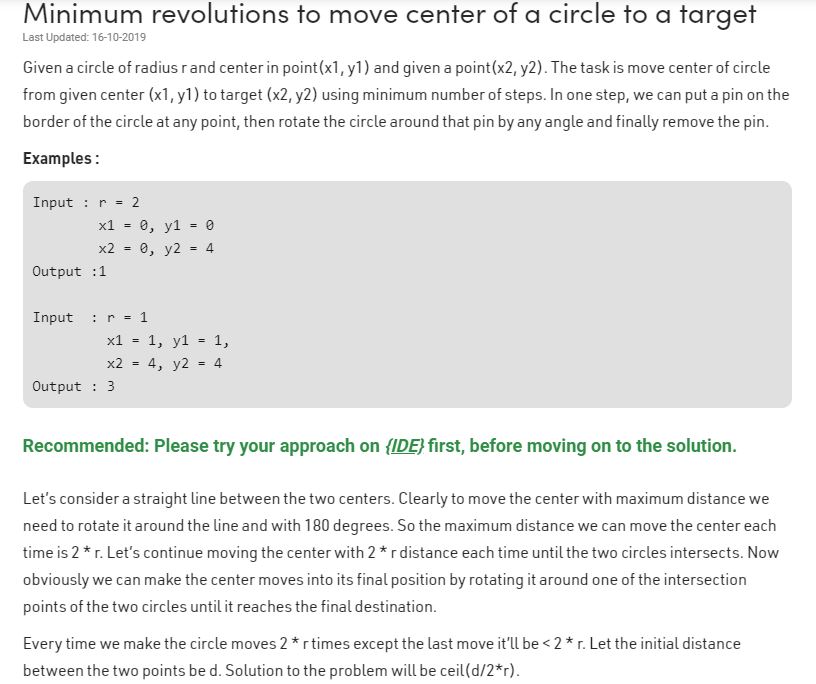 Minimum revolutions to move center of a circle to a target
Last Updated: 16-10-2019
Given a circle of radius r and center in point(x1, y1) and given a point(x2, y2). The task is move center of circle
from given center (x1, y1) to target (x2, y2) using minimum number of steps. In one step, we can put a pin on the
border of the circle at any point, then rotate the circle around that pin by any angle and finally remove the pin.
Examples :
Input : r = 2
x1 = 0, y1 = 0
x2 = 0, y2 = 4
Output :1
Input : r = 1
x1 = 1, y1 = 1,
x2 = 4, y2 = 4
Output : 3
Recommended: Please try your approach on {IDE} first, before moving on to the solution.
Let's consider a straight line between the two centers. Clearly to move the center with maximum distance we
need to rotate it around the line and with 180 degrees. So the maximum distance we can move the center each
time is 2 * r. Let's continue moving the center with 2 * r distance each time until the two circles intersects. Now
obviously we can make the center moves into its final position by rotating it around one of the intersection
points of the two circles until it reaches the final destination.
Every time we make the circle moves 2 * r times except the last move it'll be < 2 * r. Let the initial distance
between the two points be d. Solution to the problem will be ceil(d/2*r).